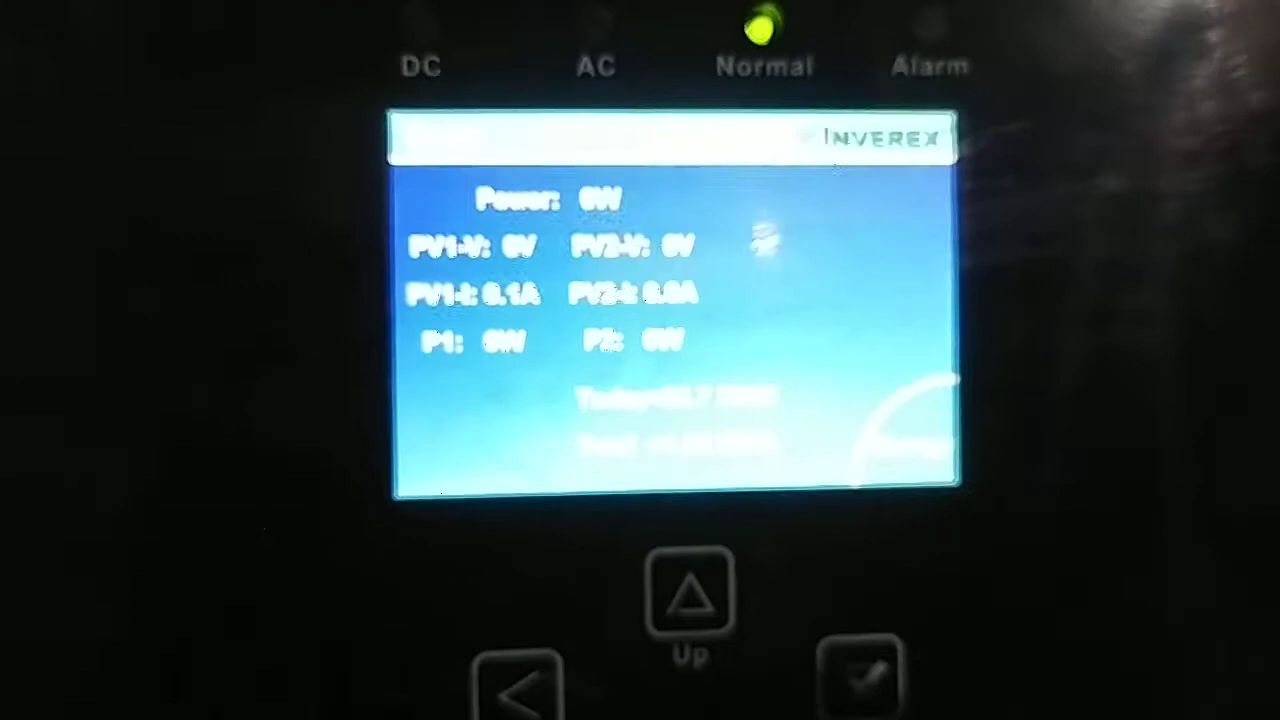 DC AC Normal Alarm
INVEREX
Power: 0W
PV1-V: 0V PV2-V: 0V
PV1-I: 0.1A PV2-I: 0.0A
P1: 0W P2: 0W
Up